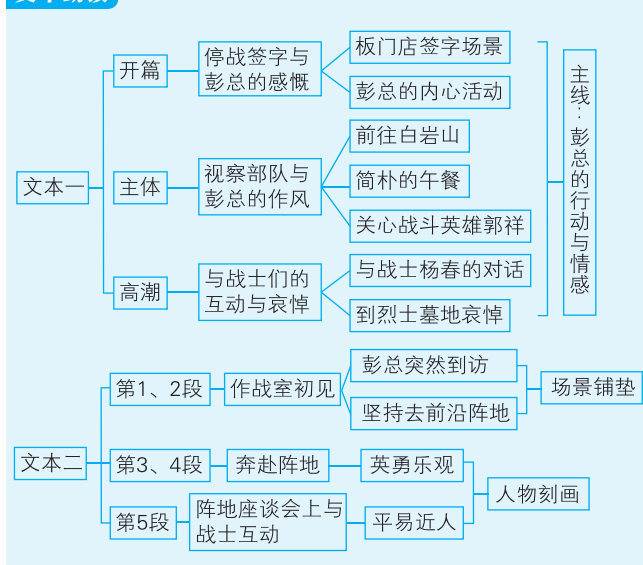 开篇
停战签字与
彭总的感慨
板门店签字场景
彭总的内心活动
文本一
主体
视察部队与
彭总的作风
前往白岩山
简朴的午餐
关心战斗英雄郭祥
高潮
与战士们的
互动与哀悼
与战士杨春的对话
到烈士墓地哀悼
主线：彭总的行动与情感
文本二
第1、2段
作战室初见
彭总突然到访
坚持去前沿阵地
场景铺垫
第3、4段
奔赴阵地
英勇乐观
第5段
阵地座谈会上与
战士互动
平易近人
人物刻画